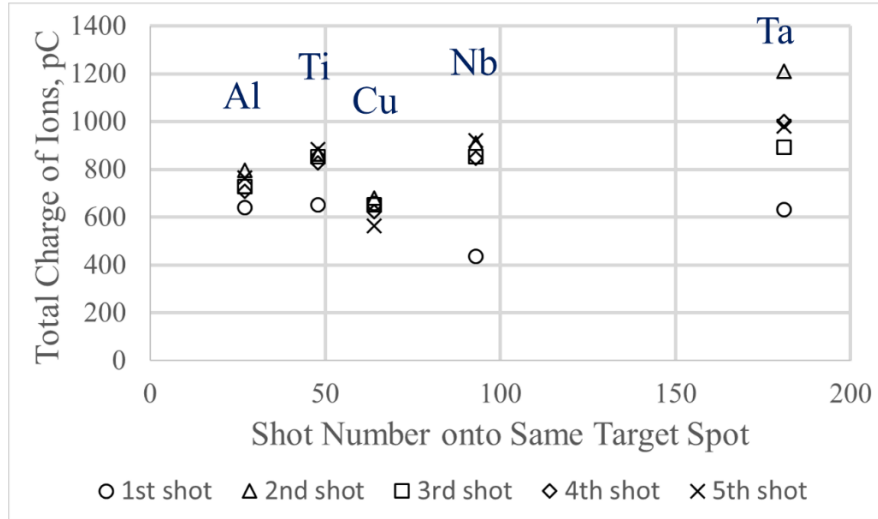 Total Charge of Ions, pC
1400
1200
1000
800
600
400
200
0
Al
Ti
Cu
Nb
Ta
0 50 100 150 200
Shot Number onto Same Target Spot
1st shot 2nd shot 3rd shot 4th shot 5th shot